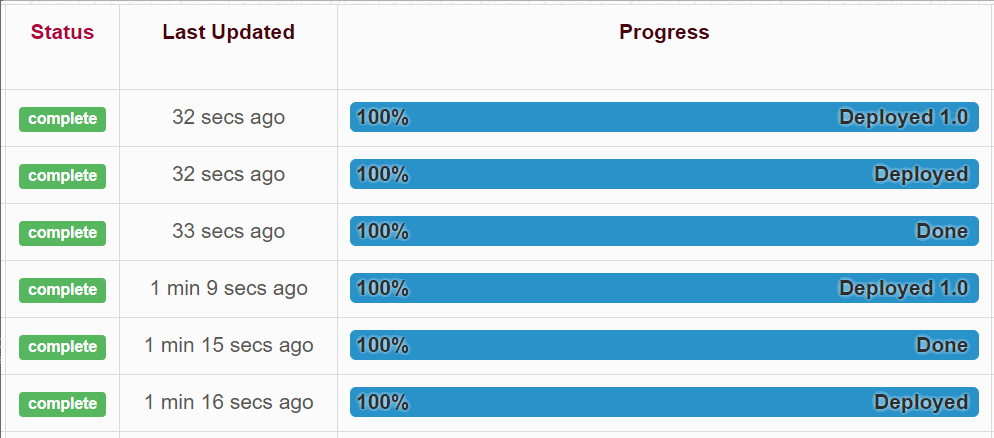 Status Last Updated Progress
complete 32 secs ago 100% Deployed 1.0
complete 32 secs ago 100% Deployed
complete 33 secs ago 100% Done
complete 1 min 9 secs ago 100% Deployed 1.0
complete 1 min 15 secs ago 100% Done
complete 1 min 16 secs ago 100% Deployed